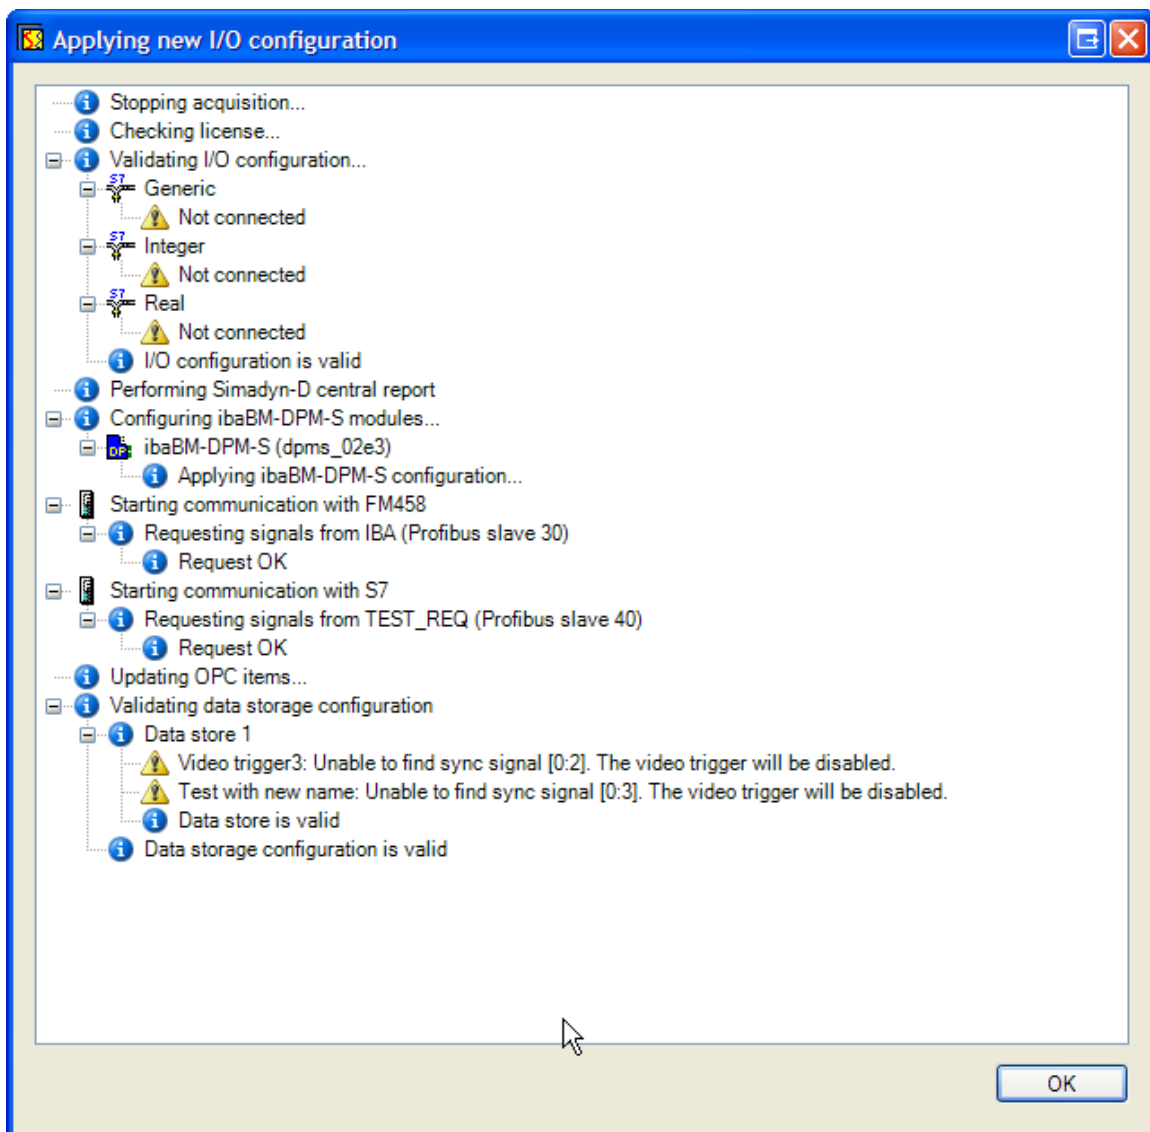 Applying new I/O configuration
Stopping acquisition...
Checking license...
Validating I/O configuration...
S7 Generic
Not connected
S7 Integer
Not connected
S7 Real
Not connected
I/O configuration is valid
Performing Simadyn-D central report
Configuring ibaBM-DPM-S modules...
DP ibaBM-DPM-S (dpms_02e3)
Applying ibaBM-DPM-S configuration...
Starting communication with FM458
Requesting signals from IBA (Profibus slave 30)
Request OK
Starting communication with S7
Requesting signals from TEST_REQ (Profibus slave 40)
Request OK
Updating OPC items...
Validating data storage configuration
Data store 1
Video trigger3: Unable to find sync signal [0:2]. The video trigger will be disabled.
Test with new name: Unable to find sync signal [0:3]. The video trigger will be disabled.
Data store is valid
Data storage configuration is valid
OK